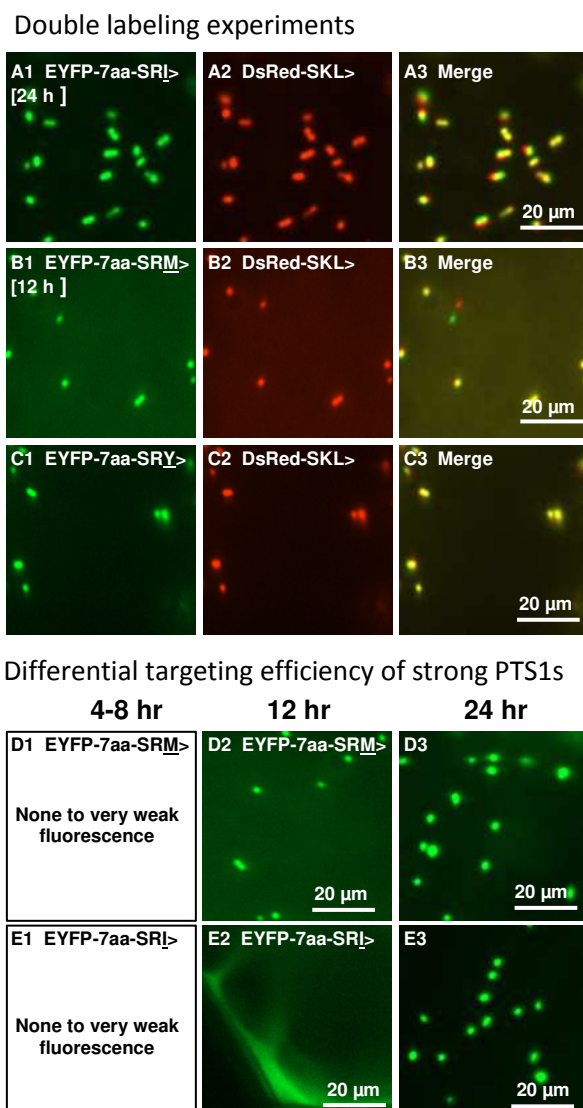 Double labeling experiments
A1 EYFP-7aa-SRI>
[24 h ]
A2 DsRed-SKL>
A3 Merge
20 µm
B1 EYFP-7aa-SRM>
[12 h ]
B2 DsRed-SKL>
B3 Merge
20 µm
C1 EYFP-7aa-SRY>
C2 DsRed-SKL>
C3 Merge
20 µm
Differential targeting efficiency of strong PTS1s
4-8 hr
12 hr
24 hr
D1 EYFP-7aa-SRM>
None to very weak
fluorescence
D2 EYFP-7aa-SRM>
20 µm
D3
E1 EYFP-7aa-SRI>
None to very weak
fluorescence
E2 EYFP-7aa-SRI>
20 µm
E3
20 µm